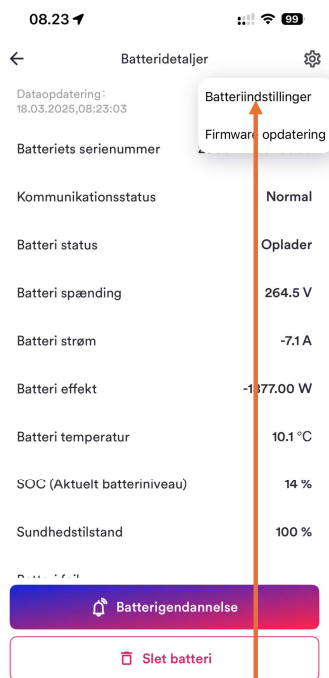 08.23
99
Batteridetaljer
Dataopdatering:
18.03.2025,08:23:03
Batteriindstillinger
Firmware opdatering
Batteriets serienummer
Kommunikationsstatus
Normal
Batteri status
Oplader
Batteri spænding
264.5 V
Batteri strøm
-7.1 A
Batteri effekt
-1877.00 W
Batteri temperatur
10.1 °C
SOC (Aktuelt batteriniveau)
14 %
Sundhedstilstand
100 %
Batterigendannelse
Slet batteri